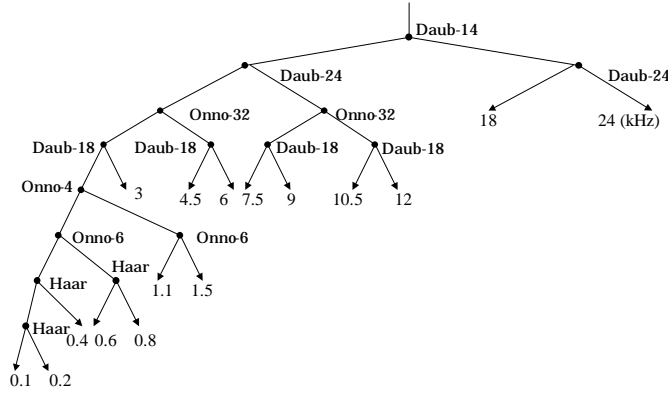 Daub-14
Daub-24 Daub-24
18 24 (kHz)
Onno-32 Onno-32
Daub-18 Daub-18 Daub-18 Daub-18
3 4.5 6 7.5 9 10.5 12
Onno-4
Onno-6 Onno-6
Haar Haar 1.1 1.5
Haar 0.4 0.6 0.8
0.1 0.2